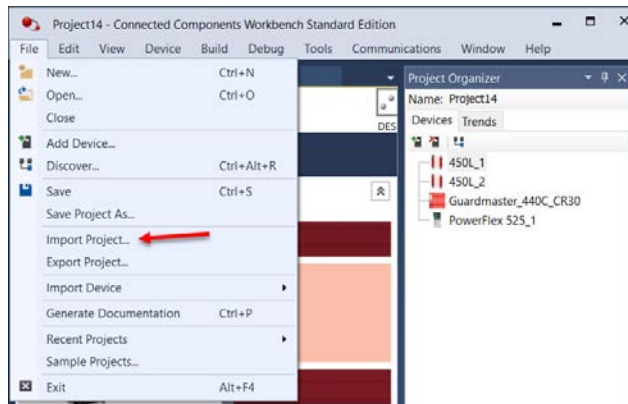 Project14 - Connected Components Workbench Standard Edition
File Edit View Device Build Debug Tools Communications Window Help
New... Ctrl+N
Open... Ctrl+O
Close
Add Device...
Discover... Ctrl+Alt+R
Save Ctrl+S
Save Project As...
Import Project...
Export Project...
Import Device
Generate Documentation Ctrl+P
Recent Projects
Sample Projects...
Exit Alt+F4
DES
Project Organizer
Name: Project14
Devices Trends
450L_1
450L_2
Guardmaster_440C_CR30
PowerFlex 525_1